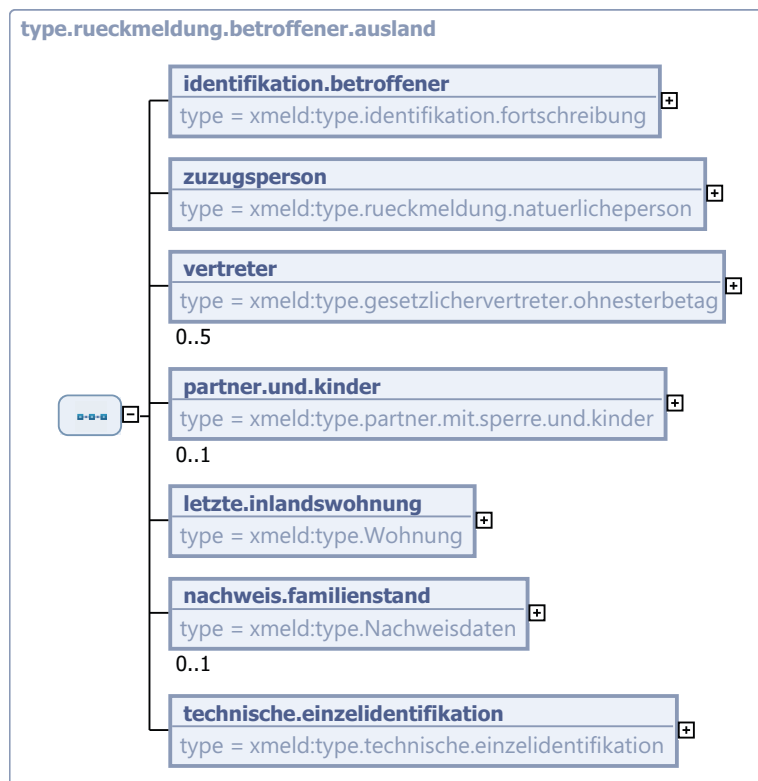 type.rueckmeldung.betroffener.ausland
identifikation.betroffener
type = xmeld:type.identifikation.fortschreibung
zuzugsperson
type = xmeld:type.rueckmeldung.natuerlicheperson
vertreter
type = xmeld:type.gesetzlichervertreter.ohnesterbetag
0..5
partner.und.kinder
type = xmeld:type.partner.mit.sperre.und.kinder
0..1
letzte.inlandswohnung
type = xmeld:type.Wohnung
nachweis.familienstand
type = xmeld:type.Nachweisdaten
0..1
technische.einzelidentifikation
type = xmeld:type.technische.einzelidentifikation